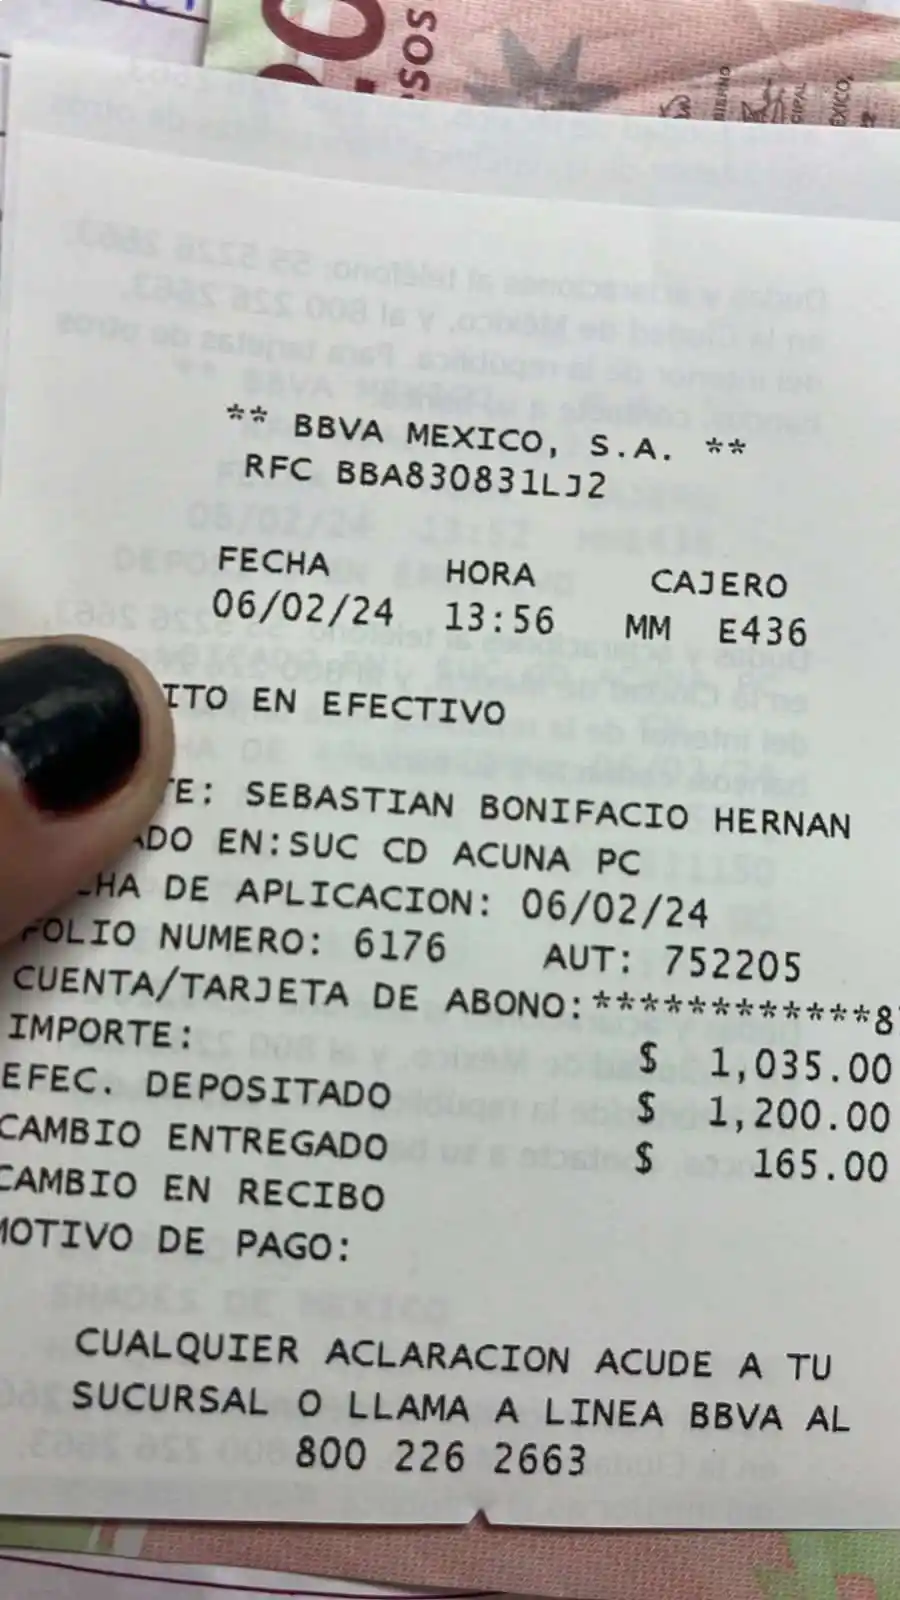 SOS
** BBVA MEXICO, S.A. **
RFC BBA830831LJ2
FECHA HORA CAJERO
06/02/24 13:56 MM E436
ITO EN EFECTIVO
TE: SEBASTIAN BONIFACIO HERNAN
ADO EN:SUC CD ACUNA PC
CHA DE APLICACION: 06/02/24
FOLIO NUMERO: 6176 AUT: 752205
CUENTA/TARJETA DE ABONO:************8
IMPORTE: $ 1,035.00
EFEC. DEPOSITADO $ 1,200.00
CAMBIO ENTREGADO $ 165.00
CAMBIO EN RECIBO
MOTIVO DE PAGO:
CUALQUIER ACLARACION ACUDE A TU
SUCURSAL O LLAMA A LINEA BBVA AL
800 226 2663